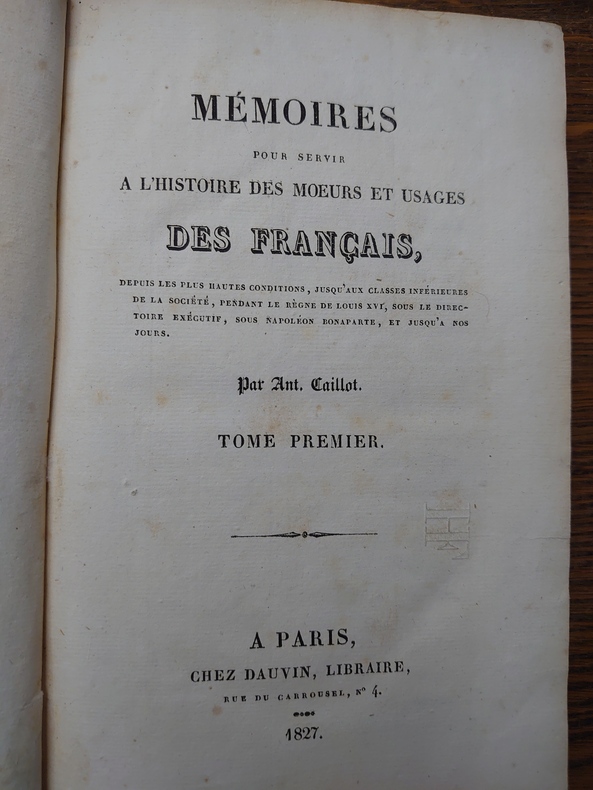 MÉMOIRES
POUR SERVIR
A L'HISTOIRE DES MOEURS ET USAGES
DES FRANÇAIS,
DEPUIS LES PLUS HAUTES CONDITIONS, JUSQU'AUX CLASSES INFÉRIEURES
DE LA SOCIÉTÉ, PENDANT LE RÈGNE DE LOUIS XVI, SOUS LE DIREC-
TOIRE EXÉCUTIF, SOUS NAPOLÉON BONAPARTE, ET JUSQU'A NOS
JOURS.
Par Ant. Caillot.
TOME PREMIER.
A PARIS,
CHEZ DAUVIN, LIBRAIRE,
RUE DU CARROUSEL, Nº 4.
1827.